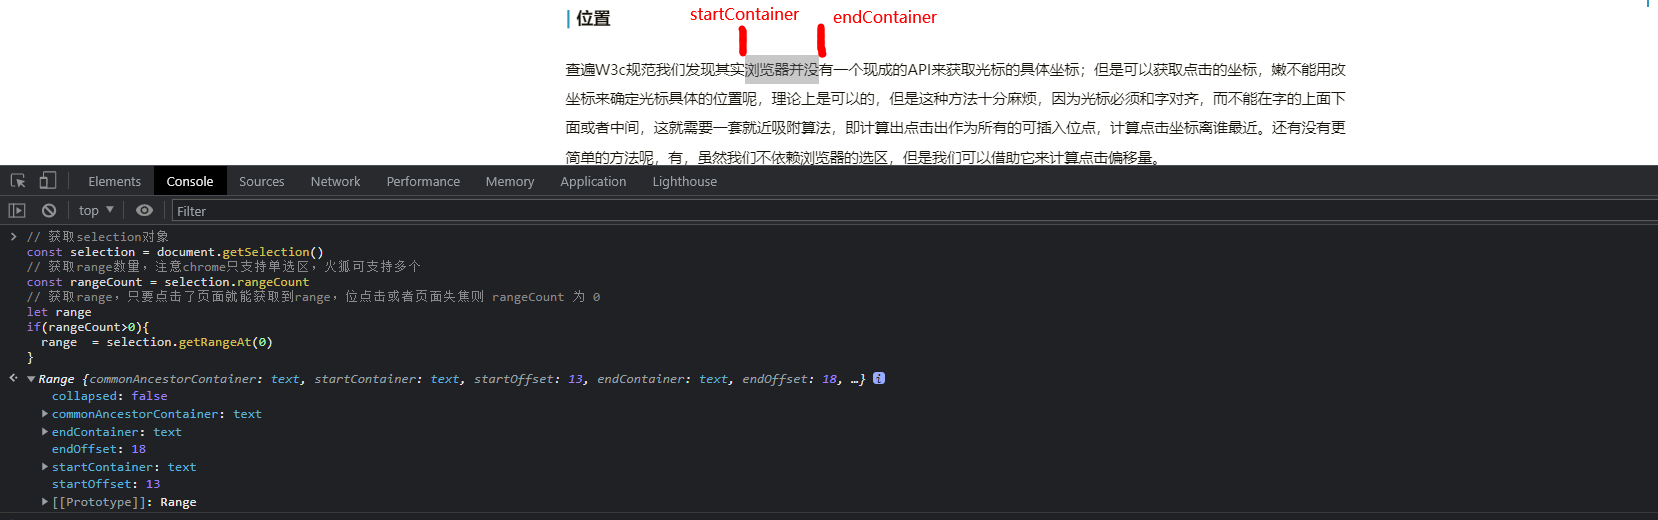 位置
startContainer
endContainer
查遍W3c规范我们发现其实浏览器并没有一个现成的API来获取光标的具体坐标；但是可以获取点击的坐标，嫩不能用改
坐标来确定光标具体的位置呢，理论上是可以的，但是这种方法十分麻烦，因为光标必须和字对齐，而不能在字的上面下
面或者中间，这就需要一套就近吸附算法，即计算出点击出作为所有的可插入位点，计算点击坐标离谁最近。还有没有更
简单的方法呢，有，虽然我们不依赖浏览器的选区，但是我们可以借助它来计算点击偏移量。
Elements Console Sources Network Performance Memory Application Lighthouse
top Filter
// 获取selection对象
const selection = document.getSelection()
// 获取range数量，注意chrome只支持单选区，火狐可支持多个
const rangeCount = selection.rangeCount
// 获取range，只要点击了页面就能获取到range，位点击或者页面失焦则 rangeCount 为 0
let range
if(rangeCount>0){
range  = selection.getRangeAt(0)
}
Range {commonAncestorContainer: text, startContainer: text, startOffset: 13, endContainer: text, endOffset: 18, …} i
collapsed: false
commonAncestorContainer: text
endContainer: text
endOffset: 18
startContainer: text
startOffset: 13
[[Prototype]]: Range